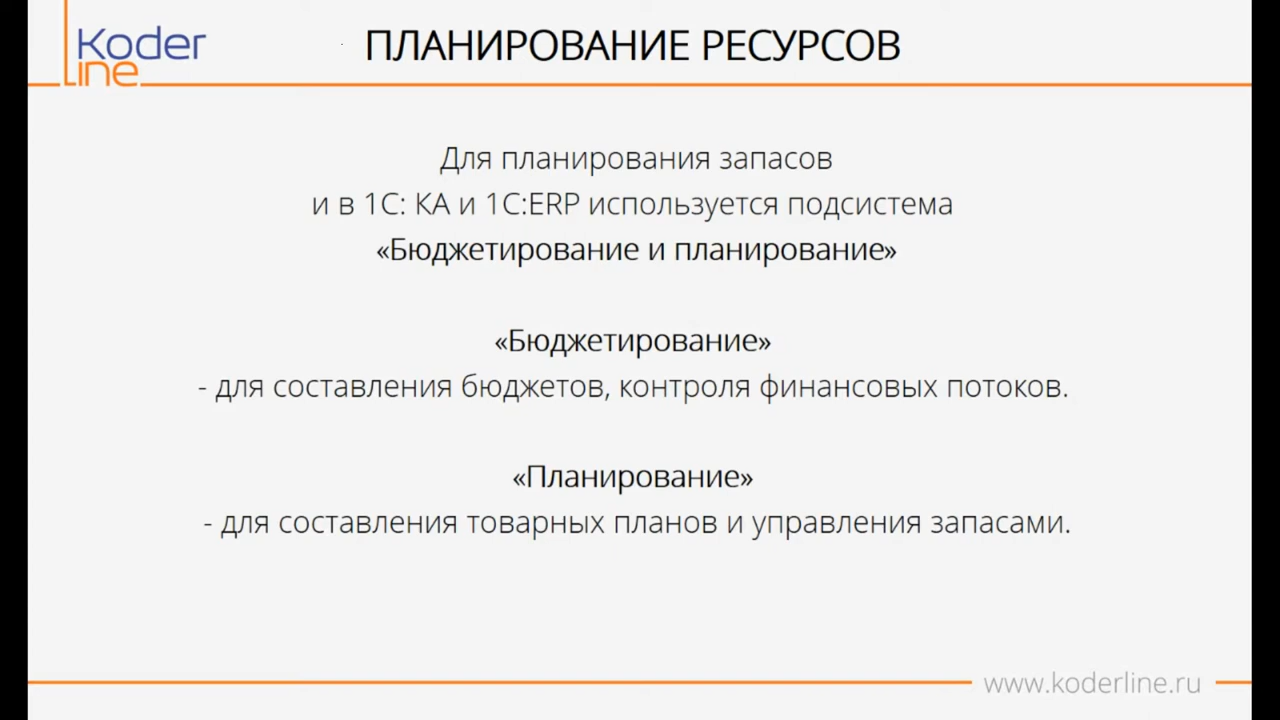 Koder
line
ПЛАНИРОВАНИЕ РЕСУРСОВ
Для планирования запасов
и в 1С: КА и 1С:ERP используется подсистема
«Бюджетирование и планирование»
«Бюджетирование»
- для составления бюджетов, контроля финансовых потоков.
«Планирование»
- для составления товарных планов и управления запасами.
www.koderline.ru